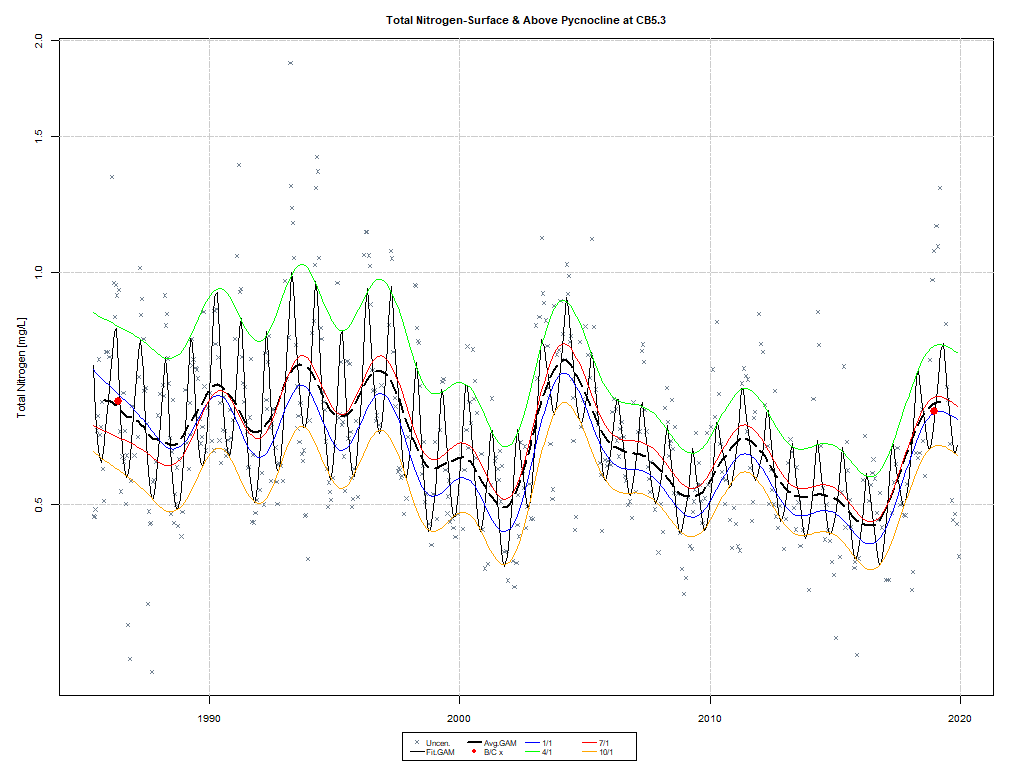 Total Nitrogen-Surface & Above Pycnocline at CB5.3
Total Nitrogen [mg/L]
2.0
1.5
1.0
0.5
1990 2000 2010 2020
Uncen. Avg.GAM 1/1 7/1
Fit.GAM B/C x 4/1 10/1